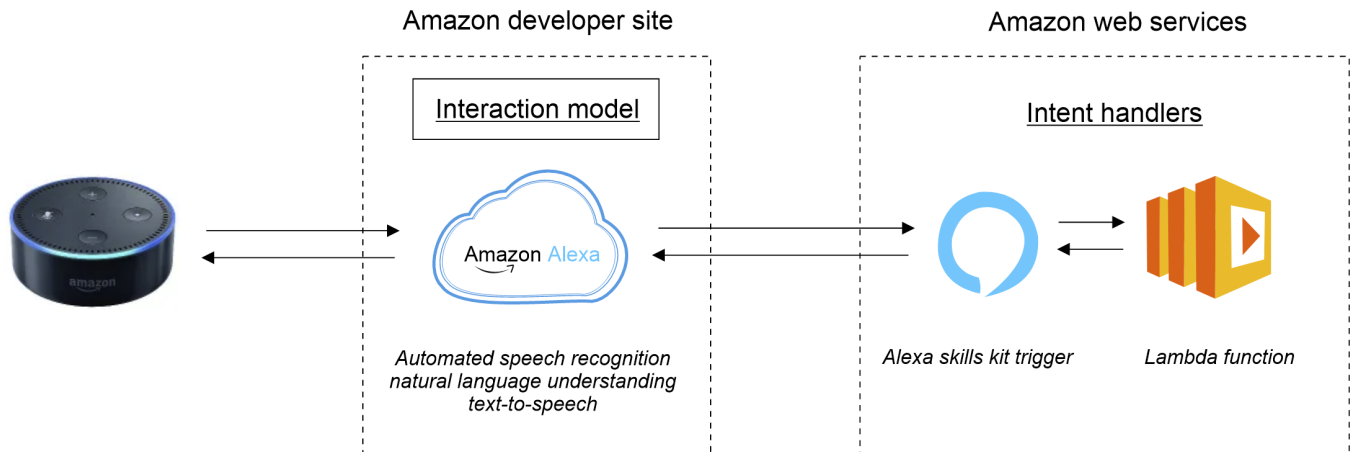 Amazon developer site
Amazon web services
Interaction model
Intent handlers
amazon
Amazon Alexa
Automated speech recognition
natural language understanding
text-to-speech
Alexa skills kit trigger
Lambda function